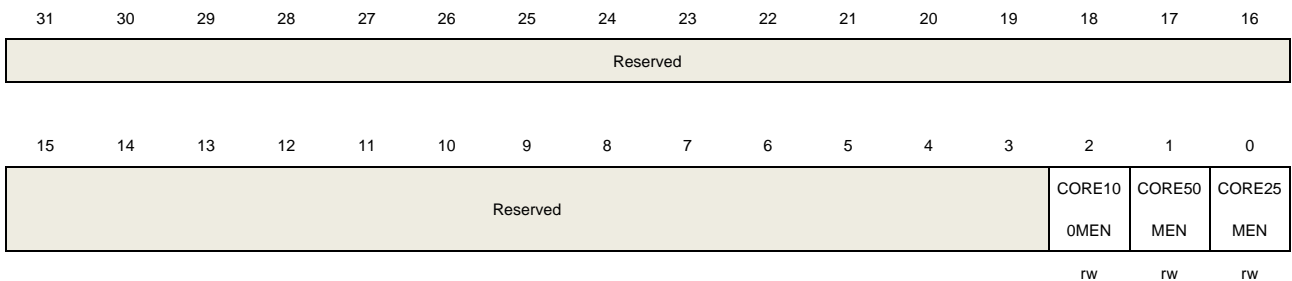 31 30 29 28 27 26 25 24 23 22 21 20 19 18 17 16
Reserved
15 14 13 12 11 10 9 8 7 6 5 4 3 2 1 0
Reserved
CORE10 CORE50 CORE25
0MEN MEN MEN
rw rw rw